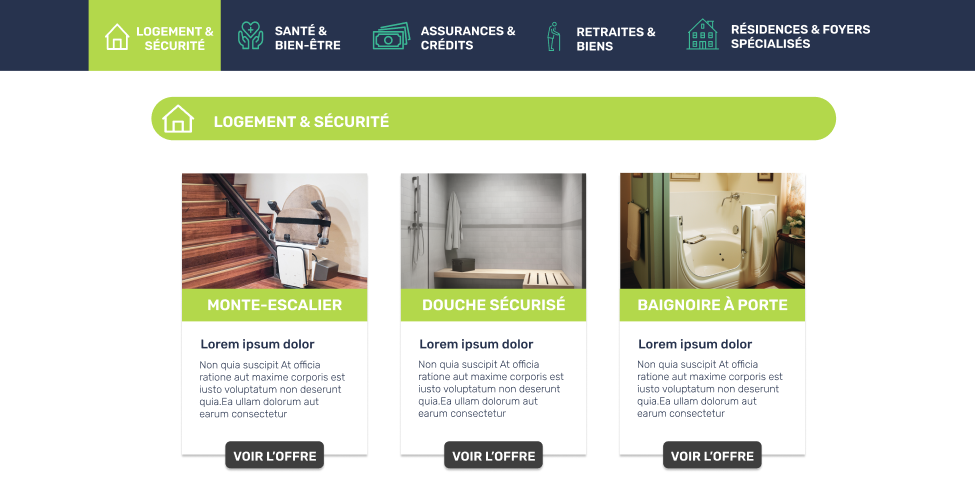 LOGEMENT &
SÉCURITÉ
SANTÉ &
BIEN-ÊTRE
ASSURANCES &
CRÉDITS
RETRAITES &
BIENS
RÉSIDENCES & FOYERS
SPÉCIALISÉS
LOGEMENT & SÉCURITÉ
MONTE-ESCALIER
Lorem ipsum dolor
Non quia suscipit At officia
ratione aut maxime corporis est
iusto voluptatum non deserunt
quia.Ea ullam dolorum aut
earum consectetur
VOIR L’OFFRE
DOUCHE SÉCURISÉ
Lorem ipsum dolor
Non quia suscipit At officia
ratione aut maxime corporis est
iusto voluptatum non deserunt
quia.Ea ullam dolorum aut
earum consectetur
VOIR L’OFFRE
BAIGNOIRE À PORTE
Lorem ipsum dolor
Non quia suscipit At officia
ratione aut maxime corporis est
iusto voluptatum non deserunt
quia.Ea ullam dolorum aut
earum consectetur
VOIR L’OFFRE